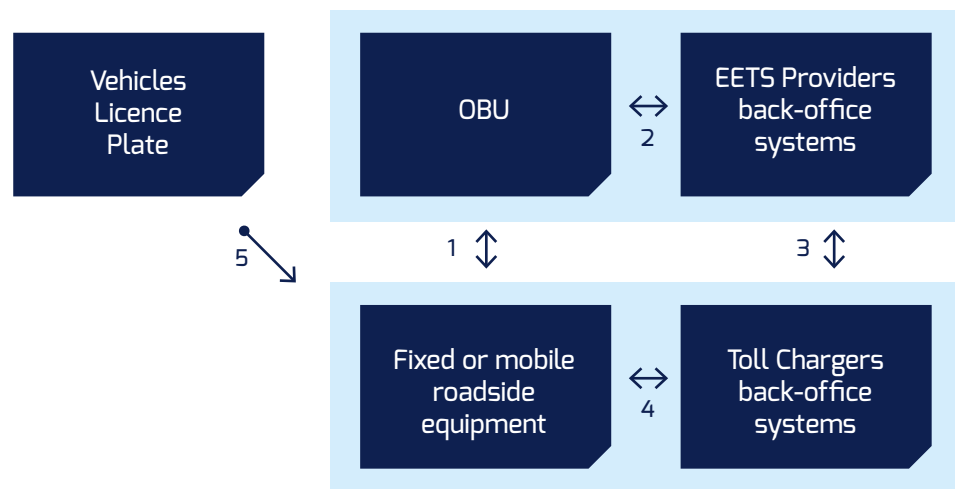 Vehicles
Licence
Plate
OBU
2
EETS Providers
back-office
systems
5
1
3
Fixed or mobile
roadside
equipment
4
Toll Chargers
back-office
systems